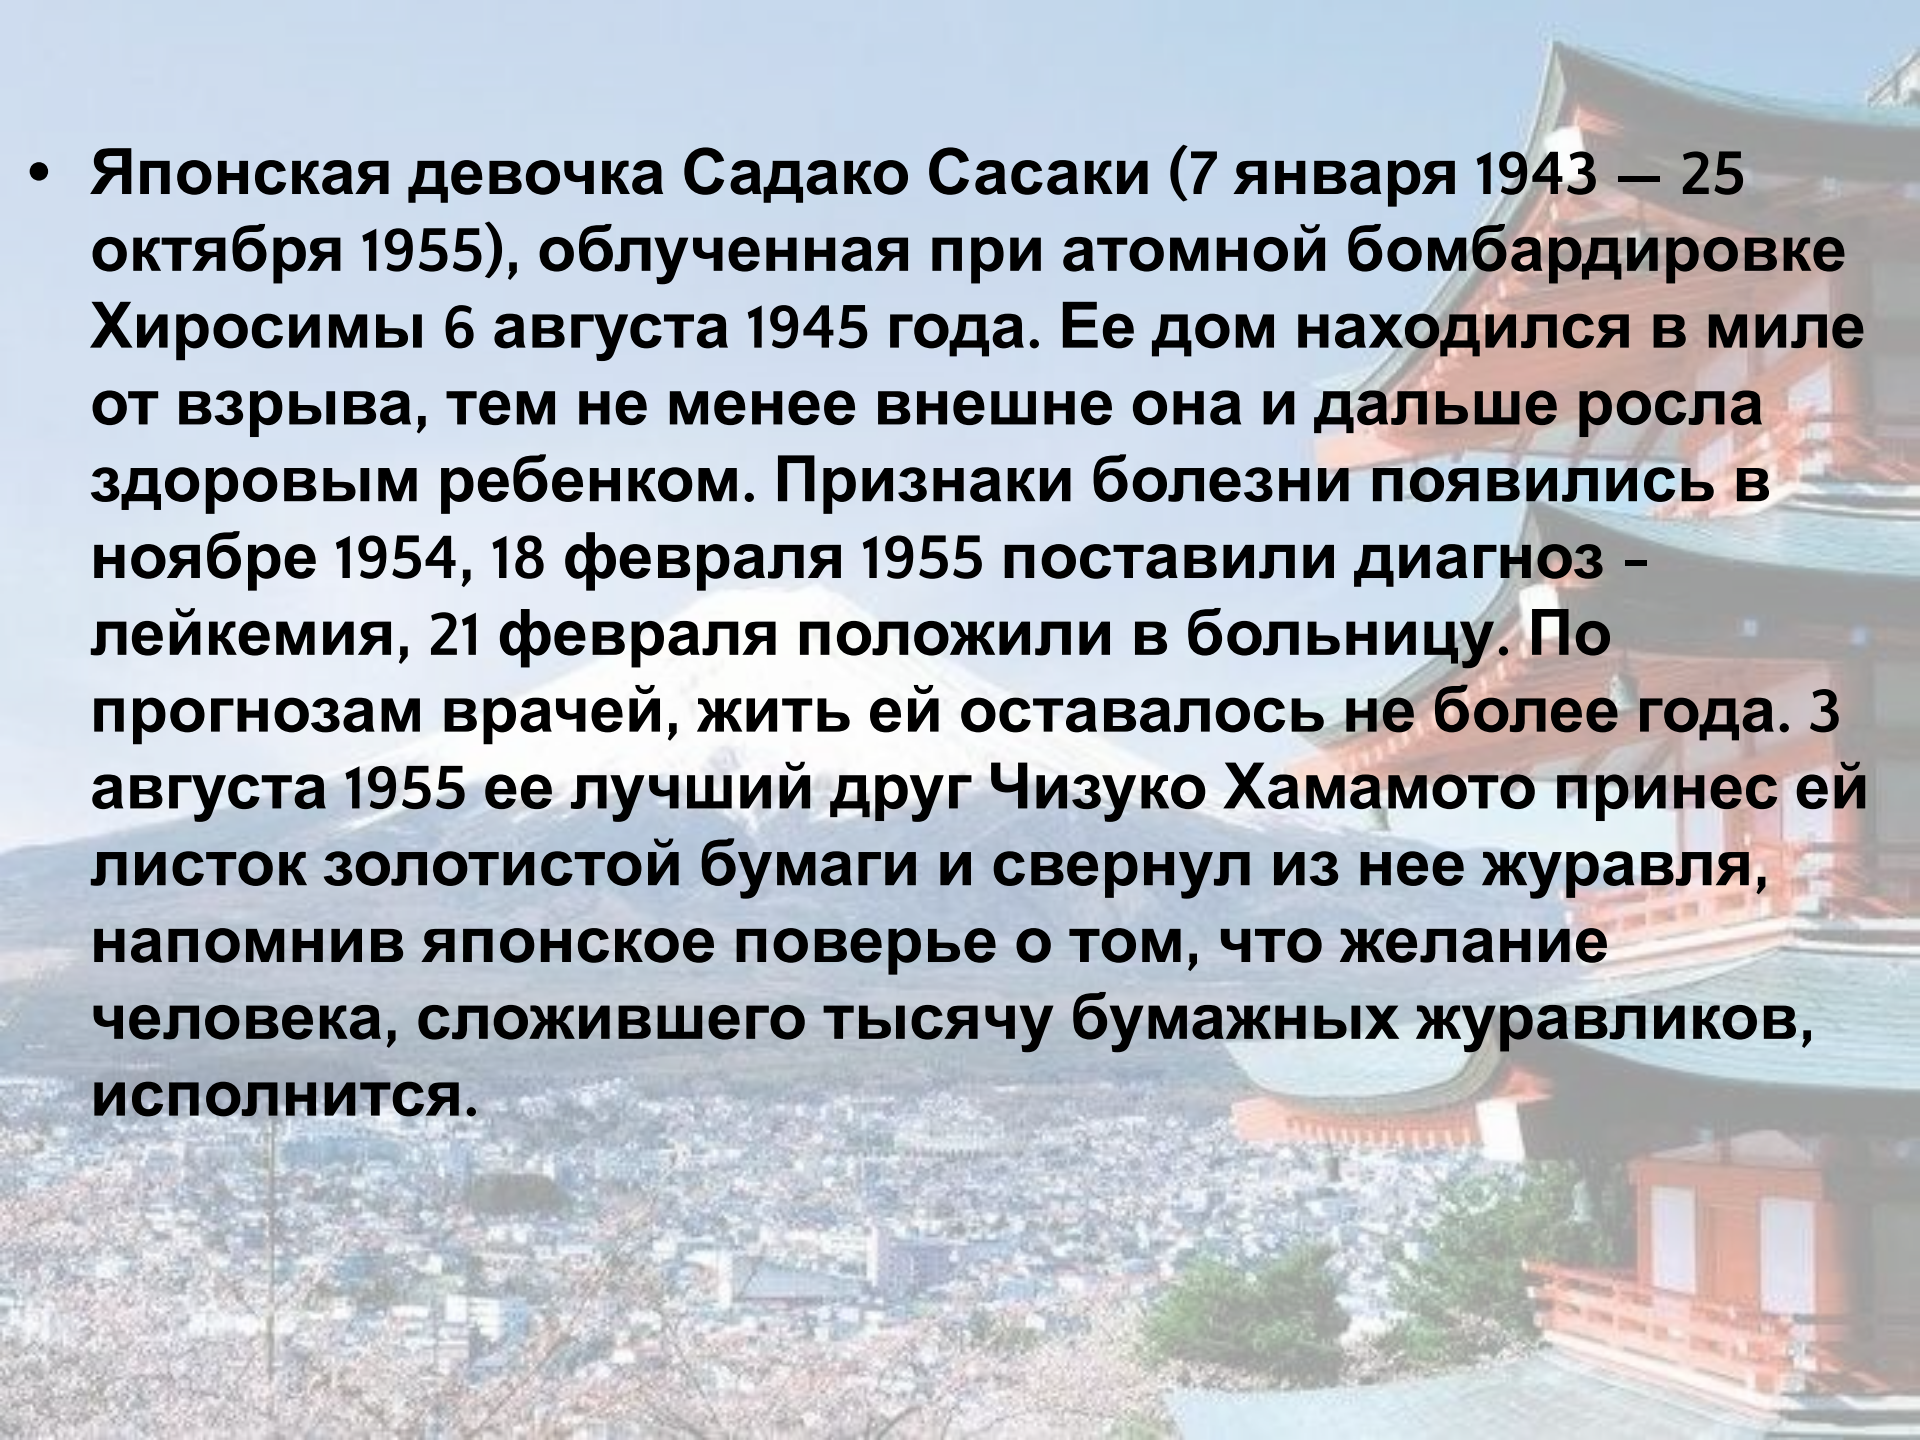 • Японская девочка Садако Сасаки (7 января 1943 — 25
октября 1955), облученная при атомной бомбардировке
Хиросимы 6 августа 1945 года. Ее дом находился в миле
от взрыва, тем не менее внешне она и дальше росла
здоровым ребенком. Признаки болезни появились в
ноябре 1954, 18 февраля 1955 поставили диагноз -
лейкемия, 21 февраля положили в больницу. По
прогнозам врачей, жить ей оставалось не более года. 3
августа 1955 ее лучший друг Чизуко Хамамото принес ей
листок золотистой бумаги и свернул из нее журавля,
напомнив японское поверье о том, что желание
человека, сложившего тысячу бумажных журавликов,
исполнится.